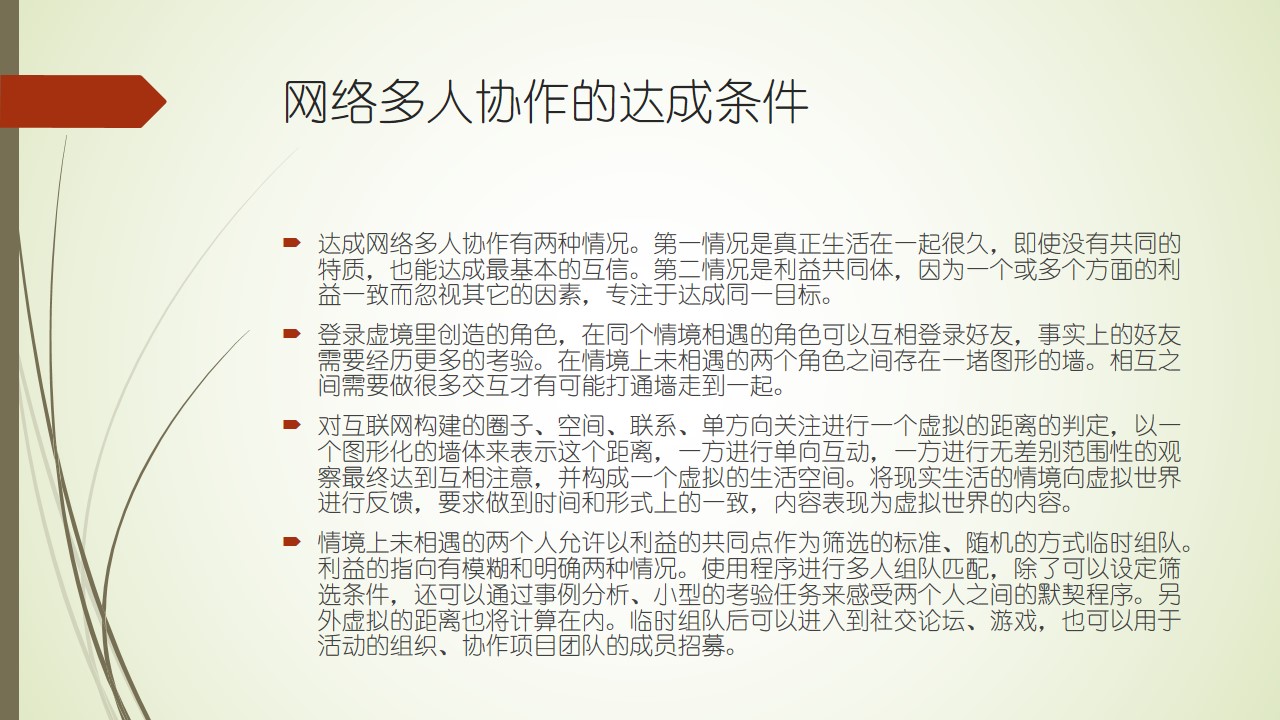 网络多人协作的达成条件
达成网络多人协作有两种情况。第一情况是真正生活在一起很久，即使没有共同的
特质，也能达成最基本的互信。第二情况是利益共同体，因为一个或多个方面的利
益一致而忽视其它的因素，专注于达成同一目标。
登录虚境里创造的角色，在同个情境相遇的角色可以互相登录好友，事实上的好友
需要经历更多的考验。在情境上未相遇的两个角色之间存在一堵图形的墙。相互之
间需要做很多交互才有可能打通墙走到一起。
对互联网构建的圈子、空间、联系、单方向关注进行一个虚拟的距离的判定，以一
个图形化的墙体来表示这个距离，一方进行单向互动，一方进行无差别范围性的观
察最终达到互相注意，并构成一个虚拟的生活空间。将现实生活的情境向虚拟世界
进行反馈，要求做到时间和形式上的一致，内容表现为虚拟世界的内容。
情境上未相遇的两个人允许以利益的共同点作为筛选的标准、随机的方式临时组队。
利益的指向有模糊和明确两种情况。使用程序进行多人组队匹配，除了可以设定筛
选条件，还可以通过事例分析、小型的考验任务来感受两个人之间的默契程序。另
外虚拟的距离也将计算在内。临时组队后可以进入到社交论坛、游戏，也可以用于
活动的组织、协作项目团队的成员招募。